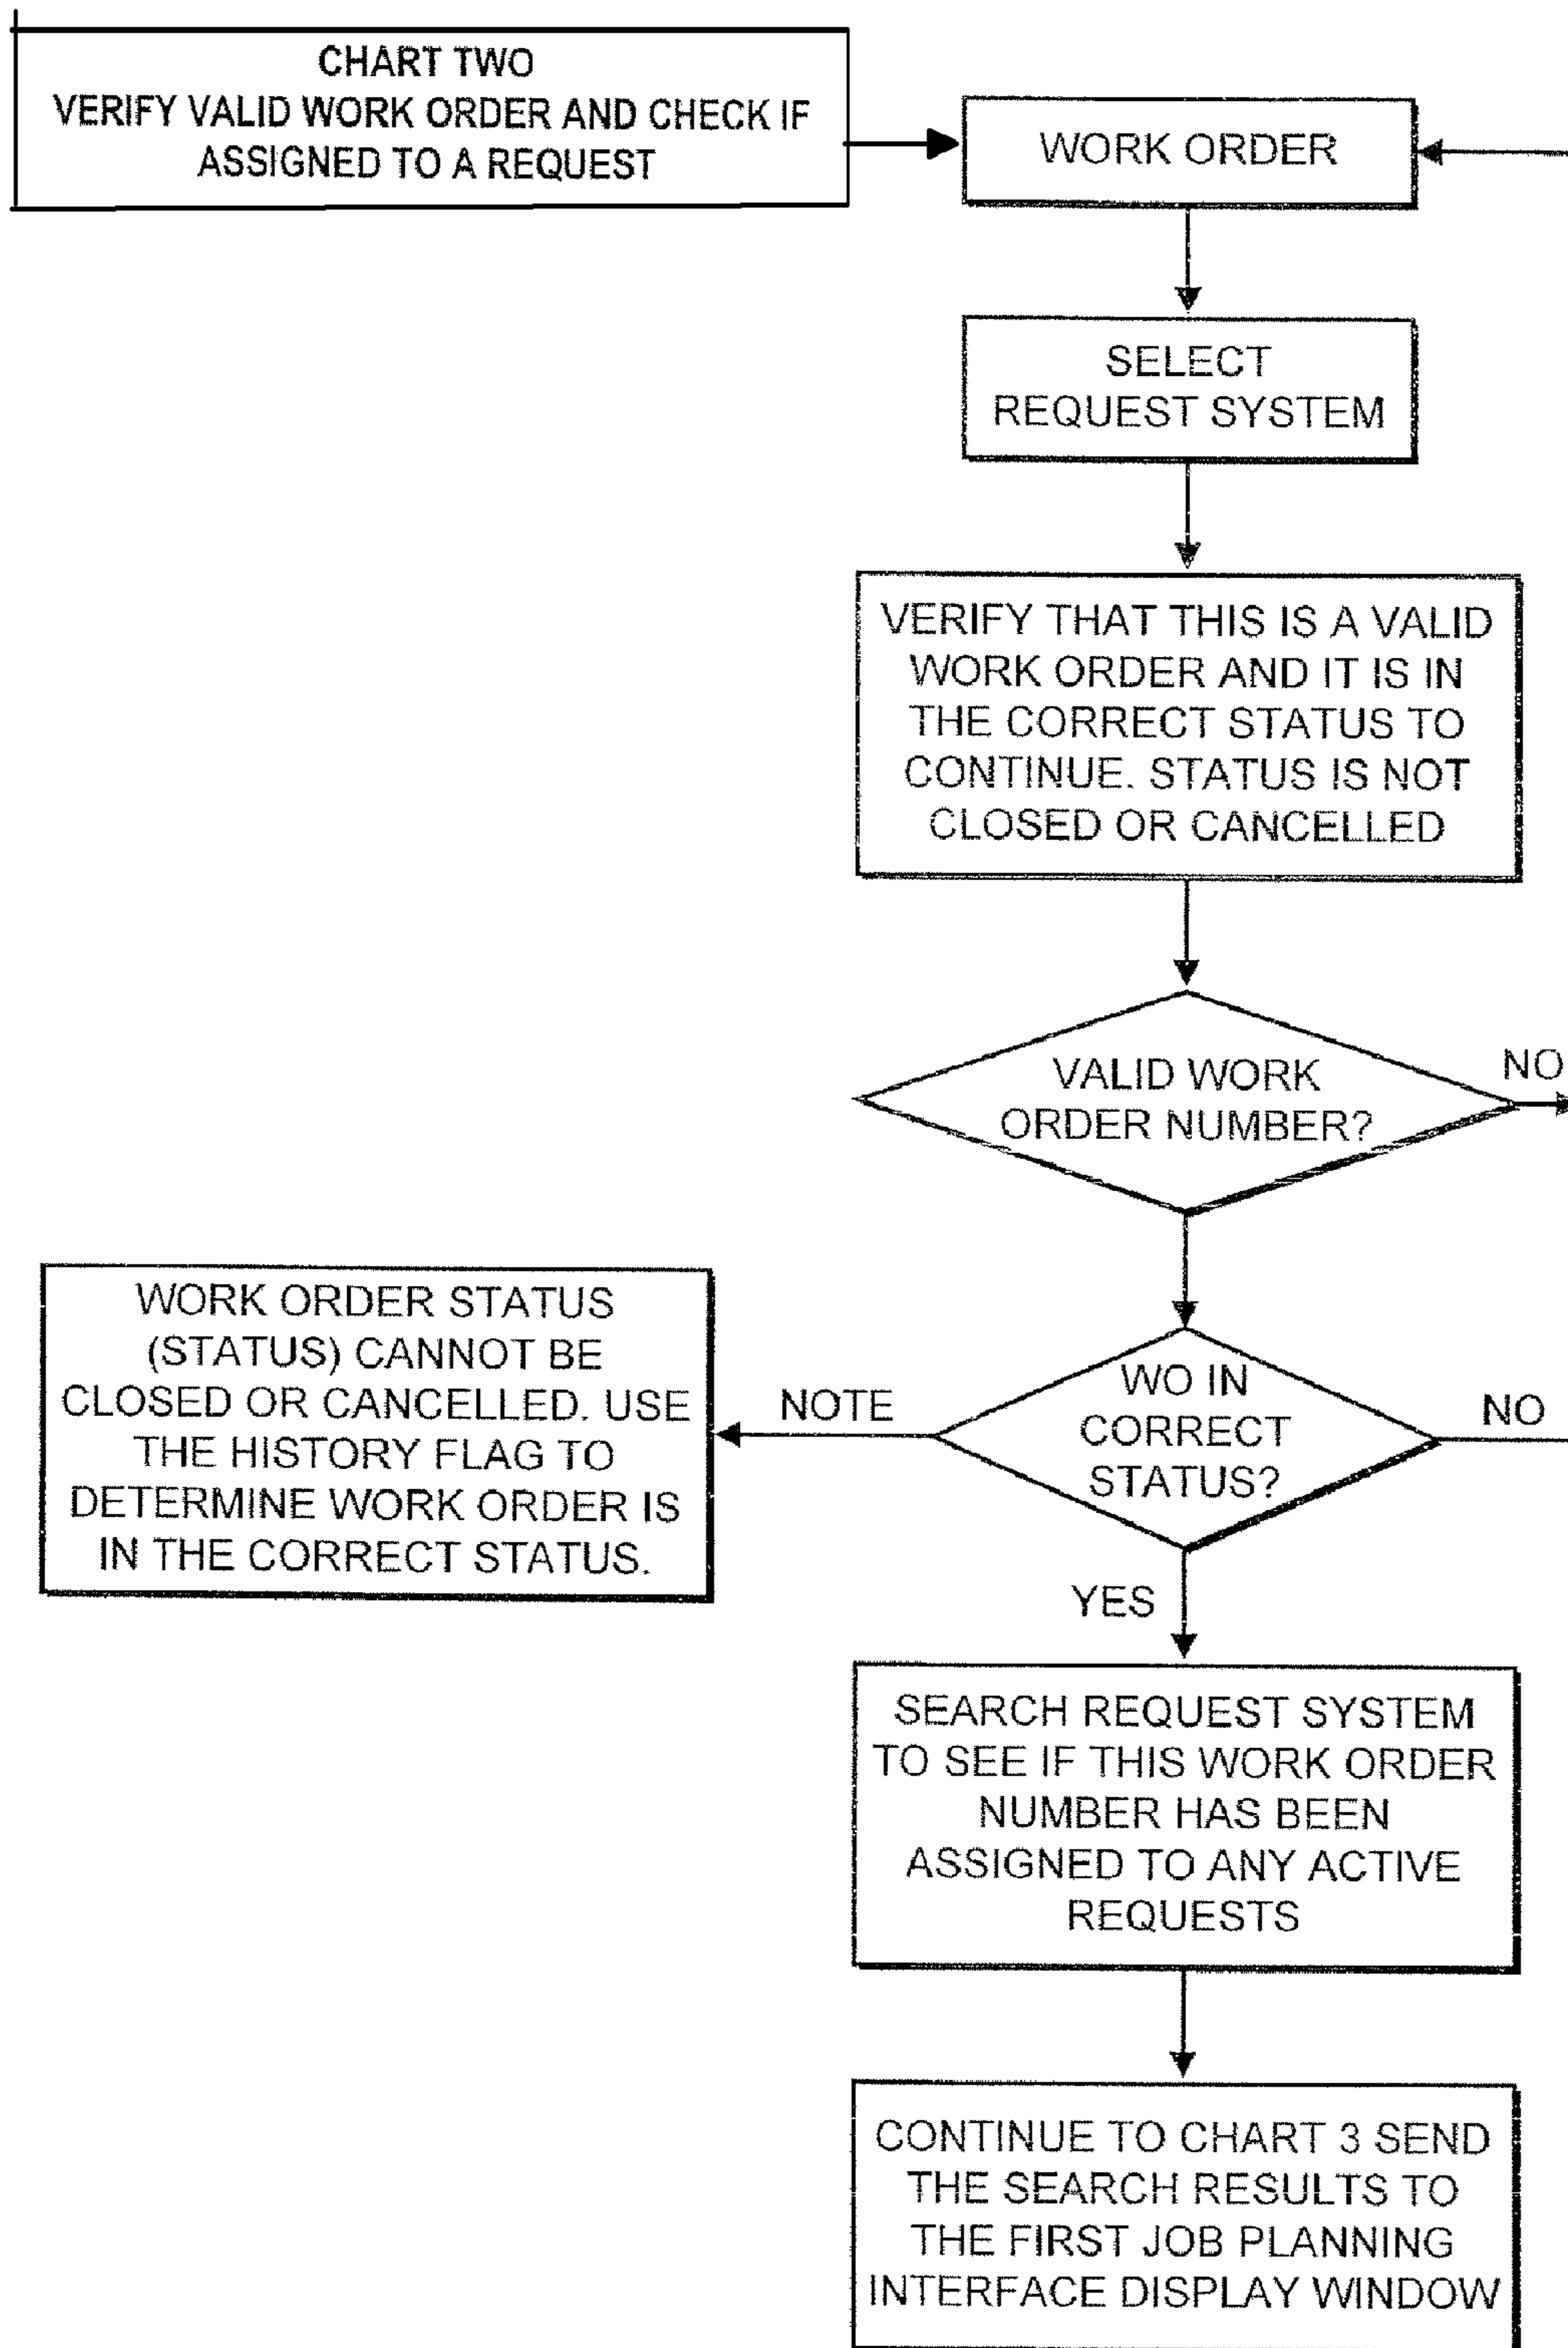 CHART TWO
VERIFY VALID WORK ORDER AND CHECK IF
ASSIGNED TO A REQUEST
WORK ORDER
SELECT
REQUEST SYSTEM
VERIFY THAT THIS IS A VALID
WORK ORDER AND IT IS IN
THE CORRECT STATUS TO
CONTINUE. STATUS IS NOT
CLOSED OR CANCELLED
VALID WORK
ORDER NUMBER?
NO
WORK ORDER STATUS
(STATUS) CANNOT BE
CLOSED OR CANCELLED. USE
THE HISTORY FLAG TO
DETERMINE WORK ORDER IS
IN THE CORRECT STATUS.
NOTE
WO IN
CORRECT
STATUS?
NO
YES
SEARCH REQUEST SYSTEM
TO SEE IF THIS WORK ORDER
NUMBER HAS BEEN
ASSIGNED TO ANY ACTIVE
REQUESTS
CONTINUE TO CHART 3 SEND
THE SEARCH RESULTS TO
THE FIRST JOB PLANNING
INTERFACE DISPLAY WINDOW